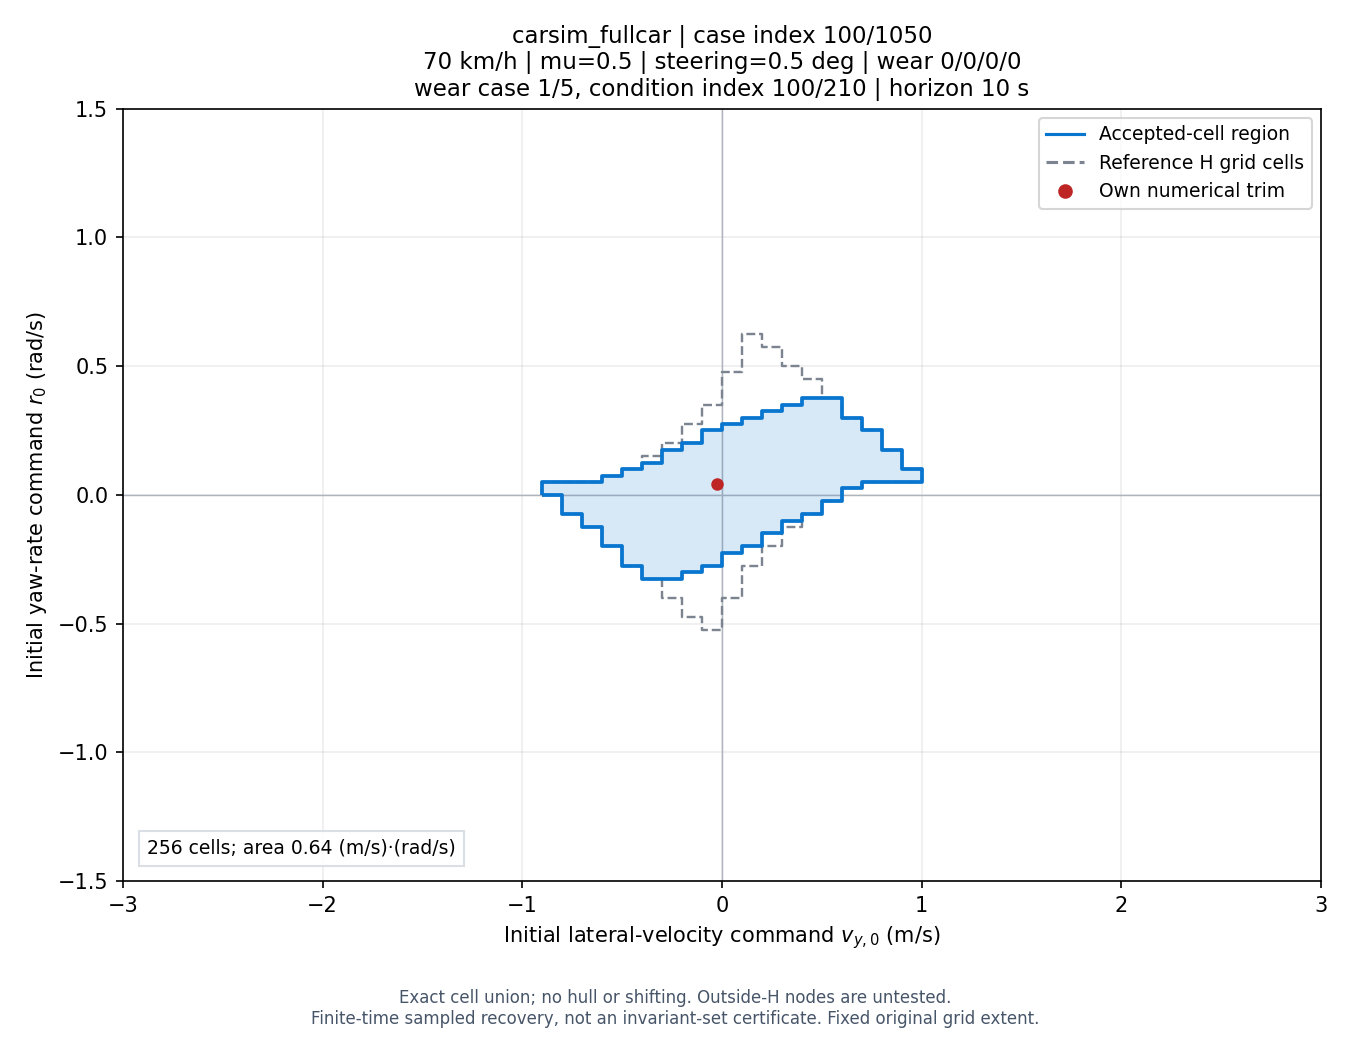 carsim_fullcar | case index 100/1050
70 km/h | mu=0.5 | steering=0.5 deg | wear 0/0/0/0
wear case 1/5, condition index 100/210 | horizon 10 s
Accepted-cell region
Reference H grid cells
Own numerical trim
1.5
1.0
0.5
0.0
−0.5
−1.0
−1.5
Initial yaw-rate command r0 (rad/s)
256 cells; area 0.64 (m/s)·(rad/s)
−3
−2
−1
0
1
2
3
Initial lateral-velocity command vy,0 (m/s)
Exact cell union; no hull or shifting. Outside-H nodes are untested.
Finite-time sampled recovery, not an invariant-set certificate. Fixed original grid extent.